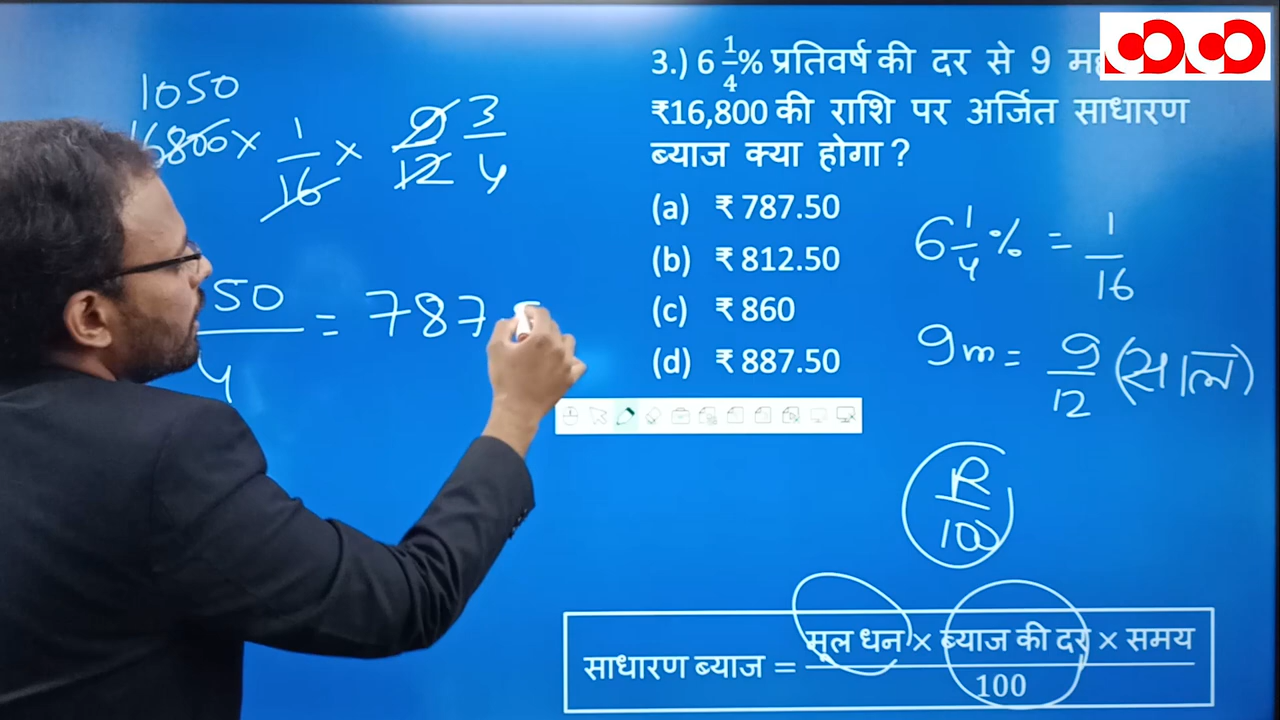 3.) 6 1/4% प्रतिवर्ष की दर से 9
₹16,800 की राशि पर अर्जित साधारण
ब्याज क्या होगा ?
(a) ₹ 787.50
(b) ₹ 812.50
(c) ₹ 860
(d) ₹ 887.50
1050
16800 × 1/16 × 9/12 3/4
50/4 = 787
6 1/4 % = 1/16
9m = 9/12 (साल)
R/100
साधारण ब्याज = मूल धन × ब्याज की दर × समय
100